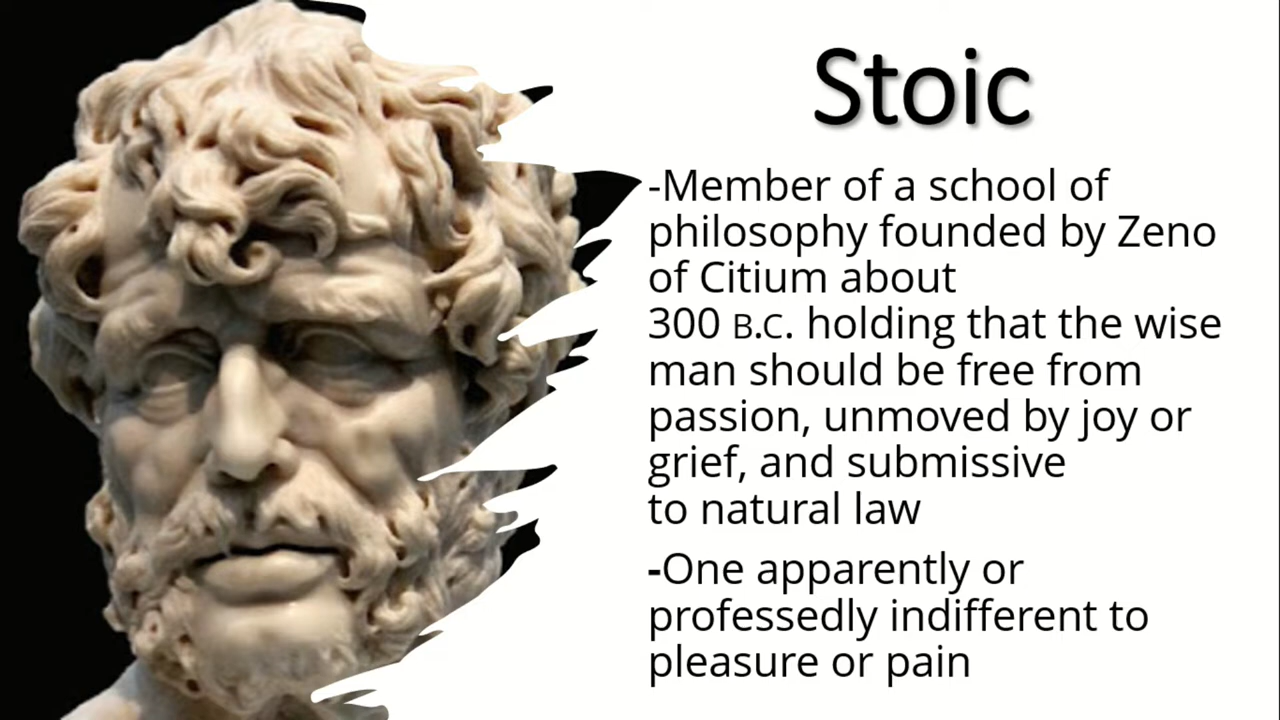 Stoic
-Member of a school of
philosophy founded by Zeno
of Citium about
300 B.C. holding that the wise
man should be free from
passion, unmoved by joy or
grief, and submissive
to natural law
-One apparently or
professedly indifferent to
pleasure or pain